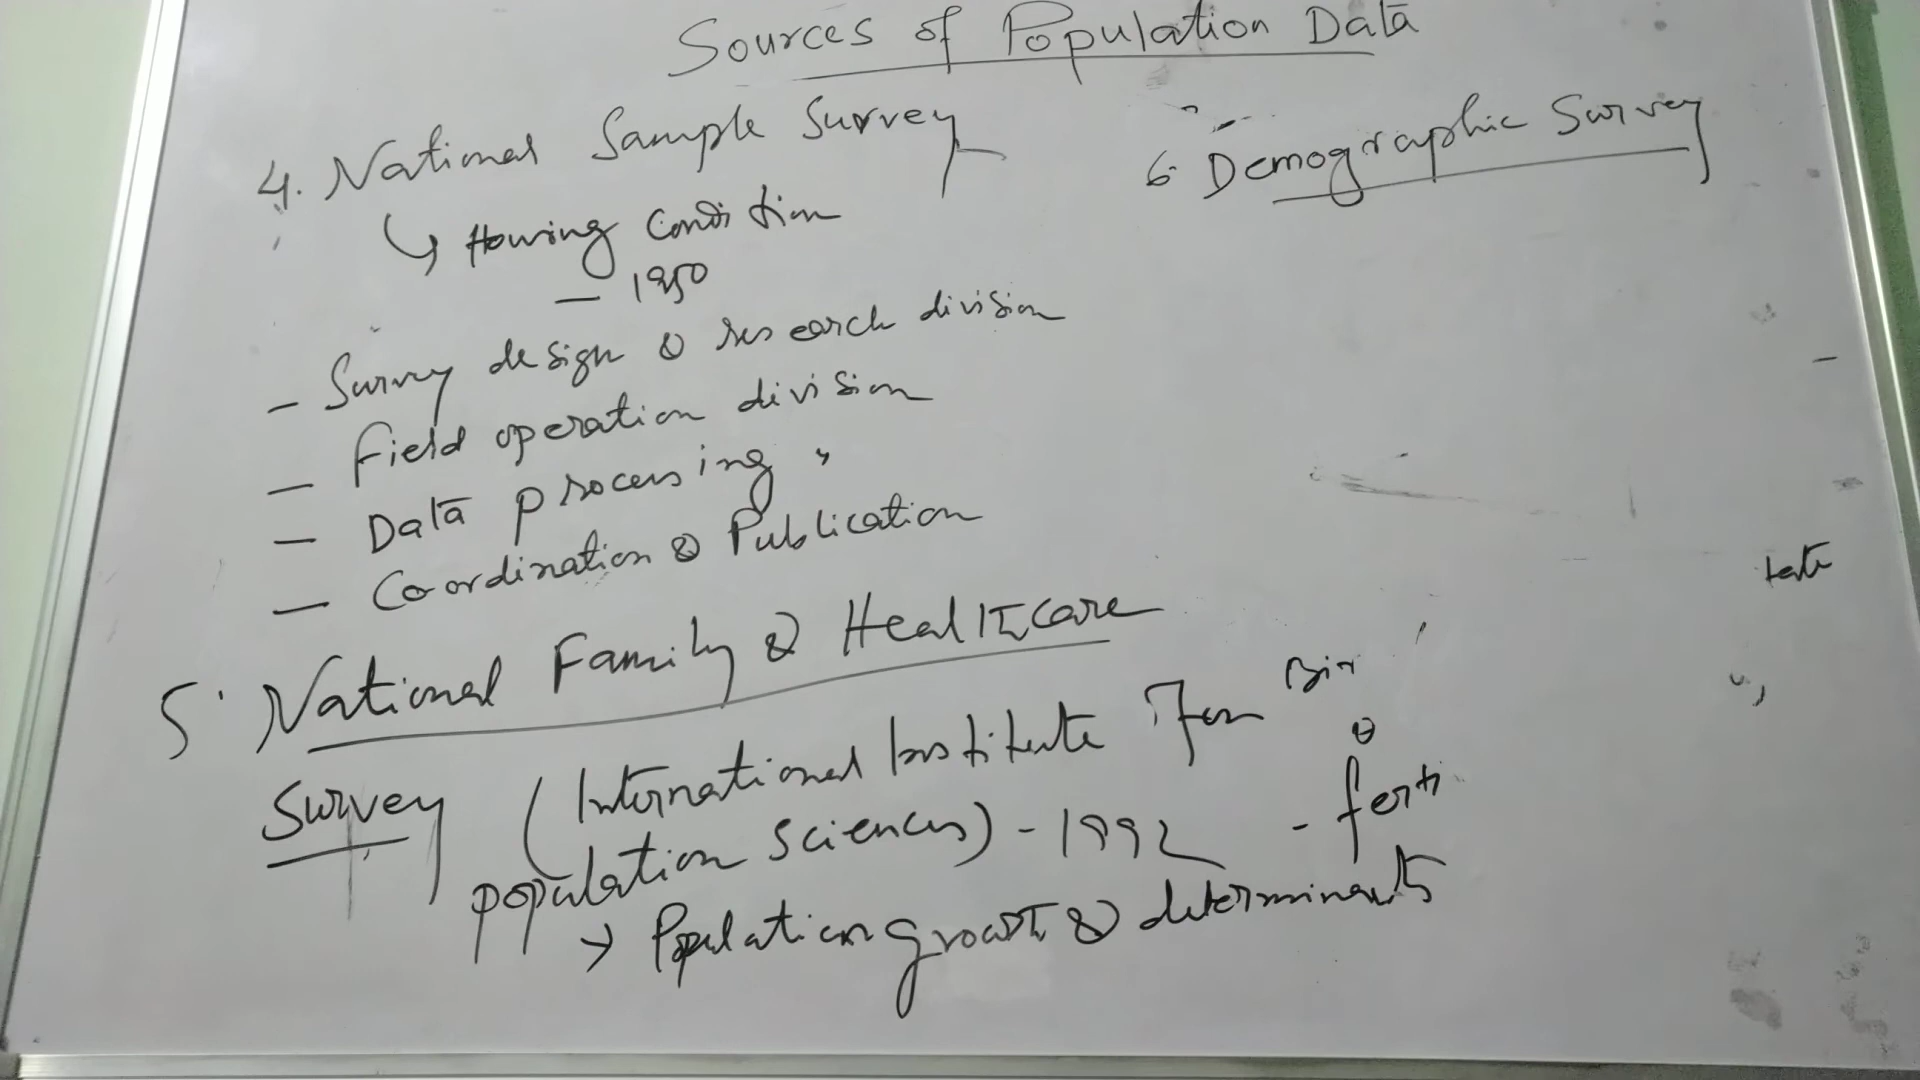 Sources of Population Data
4. National Sample Survey
↳ Housing Condition
— 1950
— Survey design & research division
— Field operation division
— Data processing "
— Co-ordination & Publication
5. National Family & Healthcare
Survey (International Institute for
population sciences) - 1992
→ Population growth & determinants
- ferti
6. Demographic Survey